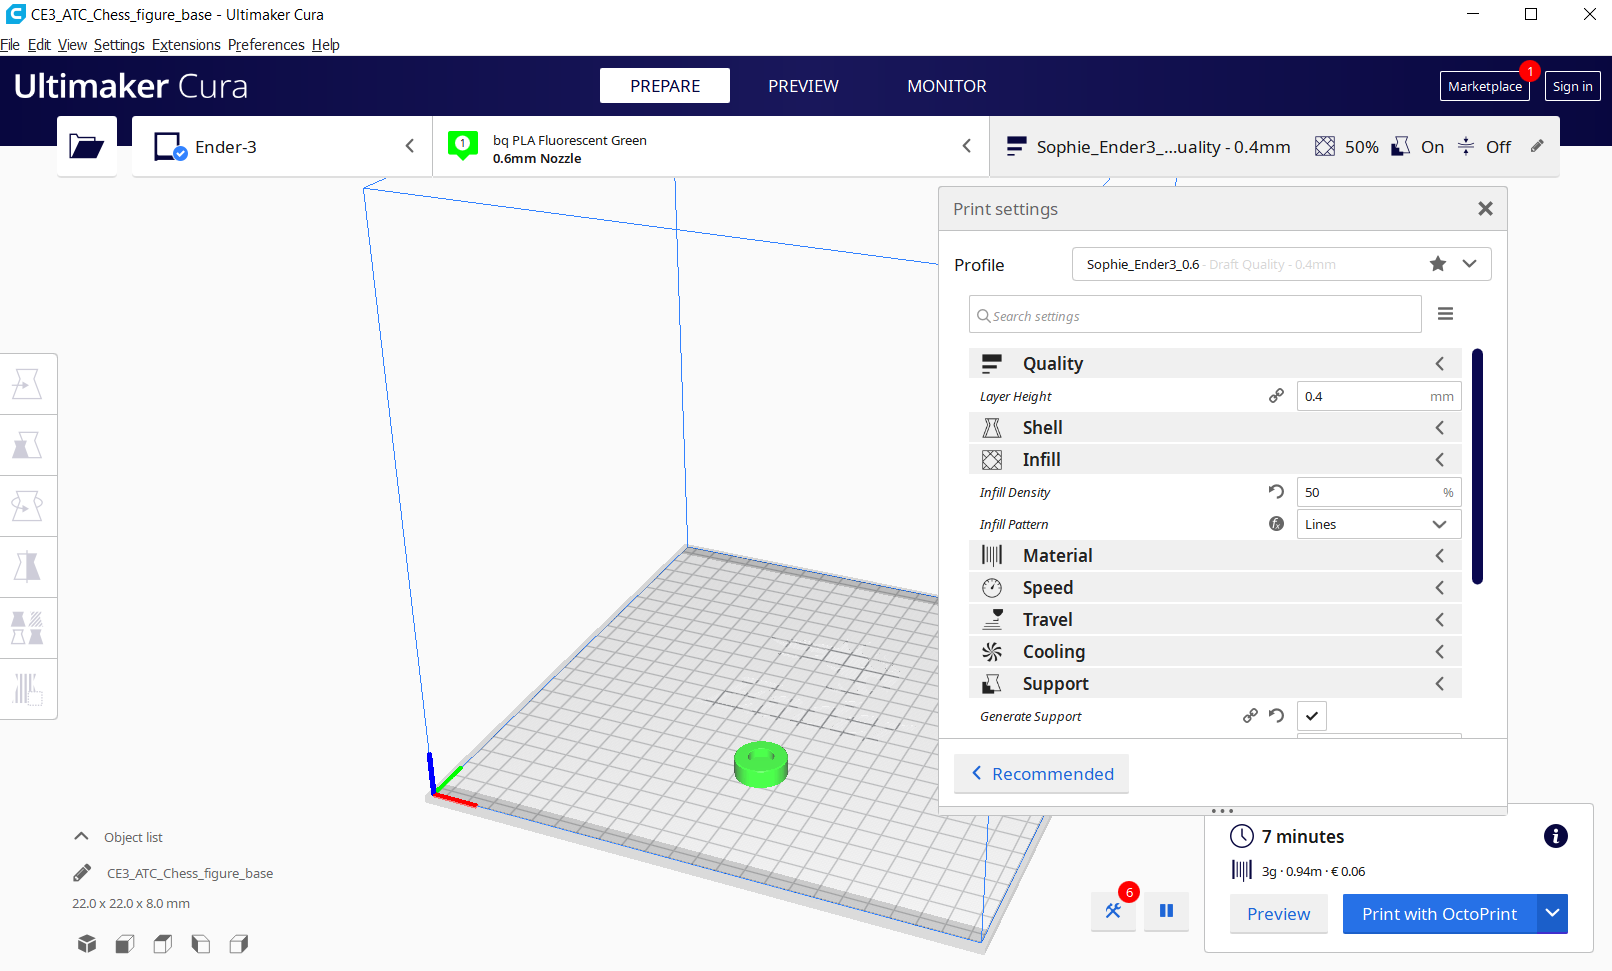 CE3_ATC_Chess_figure_base - Ultimaker Cura
File Edit View Settings Extensions Preferences Help
Ultimaker Cura
PREPARE
PREVIEW
MONITOR
Marketplace
1
Sign in
Ender-3
1
bq PLA Fluorescent Green
0.6mm Nozzle
Sophie_Ender3_...uality - 0.4mm
50%
On
Off
Print settings
Profile
Sophie_Ender3_0.6 - Draft Quality - 0.4mm
Search settings
Quality
Layer Height
0.4 mm
Shell
Infill
Infill Density
50 %
Infill Pattern
Lines
Material
Speed
Travel
Cooling
Support
Generate Support
Recommended
Object list
CE3_ATC_Chess_figure_base
22.0 x 22.0 x 8.0 mm
6
7 minutes
3g · 0.94m · € 0.06
Preview
Print with OctoPrint